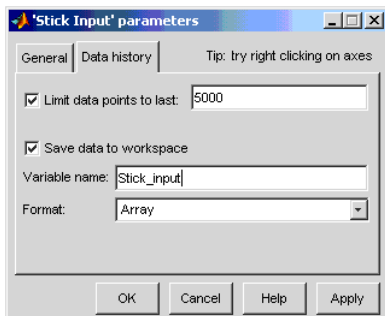 'Stick Input' parameters
General Data history Tip: try right clicking on axes
Limit data points to last: 5000
Save data to workspace
Variable name: Stick_input
Format: Array
OK Cancel Help Apply